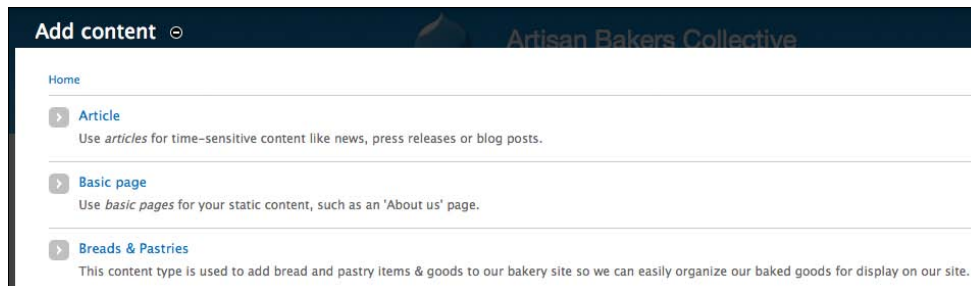 Add content
Artisan Bakers Collective
Home
Article
Use articles for time-sensitive content like news, press releases or blog posts.
Basic page
Use basic pages for your static content, such as an 'About us' page.
Breads & Pastries
This content type is used to add bread and pastry items & goods to our bakery site so we can easily organize our baked goods for display on our site.